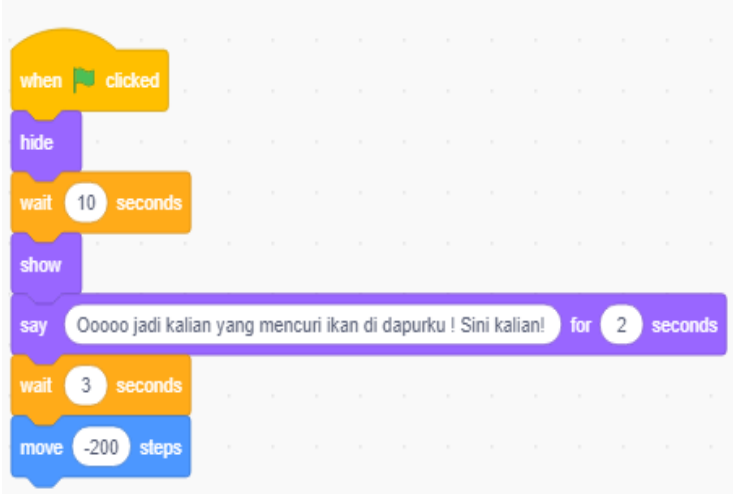 when clicked
hide
wait 10 seconds
show
say Ooooo jadi kalian yang mencuri ikan di dapurku ! Sini kalian! for 2 seconds
wait 3 seconds
move -200 steps